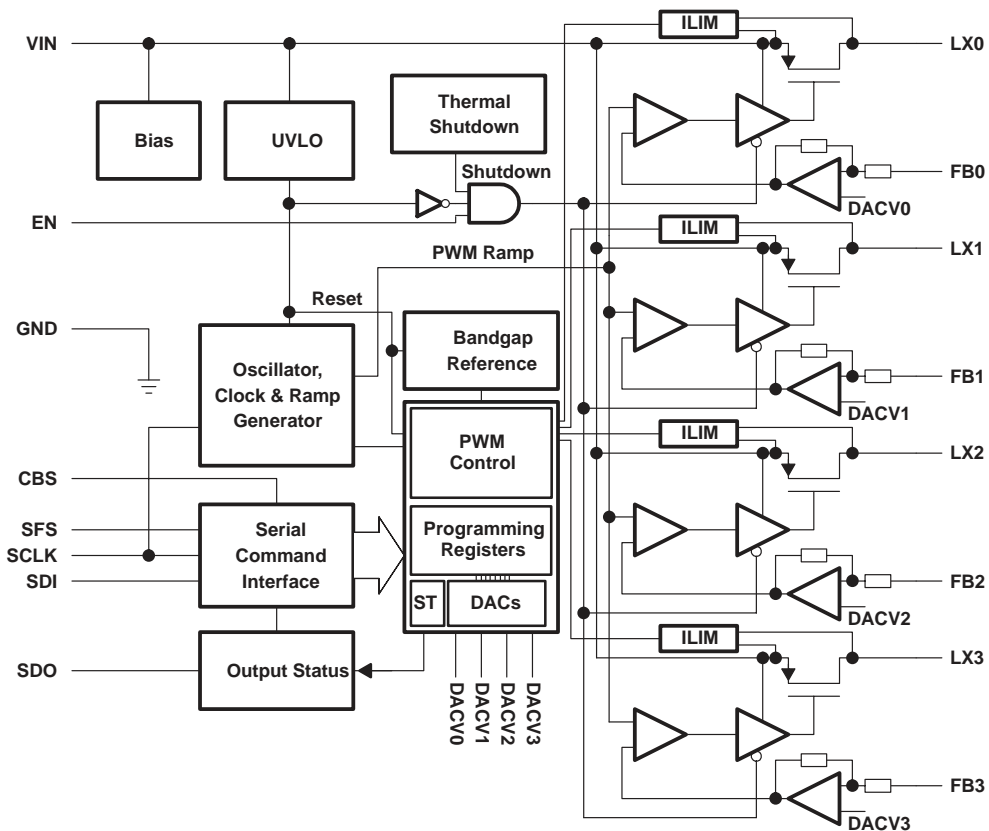 ILIM
VIN
LX0
Thermal
Shutdown
Bias
UVLO
Shutdown
FB0
DACV0
EN
ILIM
PWM Ramp
LX1
Reset
GND
Bandgap
Reference
Oscillator,
Clock & Ramp
Generator
FB1
DACV1
PWM
Control
ILIM
LX2
CBS
SFS
SCLK
SDI
Serial
Command
Interface
Programming
Registers
FB2
ST
DACs
DACV2
ILIM
SDO
Output Status
LX3
DACV0
DACV1
DACV2
DACV3
FB3
DACV3